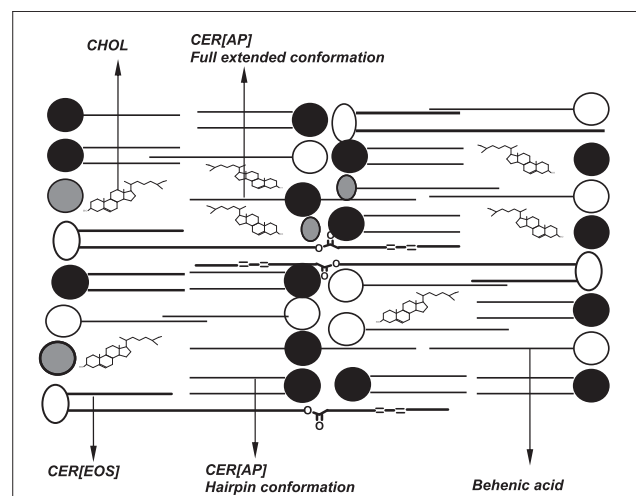 CHOL
CER[AP]
Full extended conformation
O
O
O
O
O
O
CER[EOS]
CER[AP]
Hairpin conformation
Behenic acid